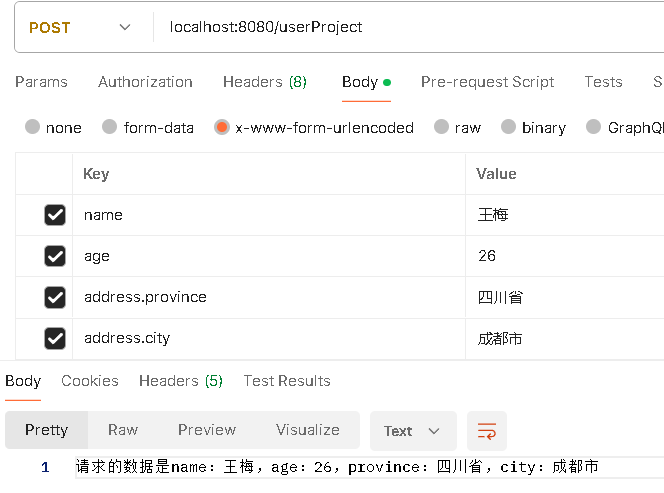 POST localhost:8080/userProject
Params Authorization Headers (8) Body Pre-request Script Tests S
none form-data x-www-form-urlencoded raw binary GraphQL
Key Value
name 王梅
age 26
address.province 四川省
address.city 成都市
Body Cookies Headers (5) Test Results
Pretty Raw Preview Visualize Text
1 请求的数据是name：王梅，age：26，province：四川省，city：成都市